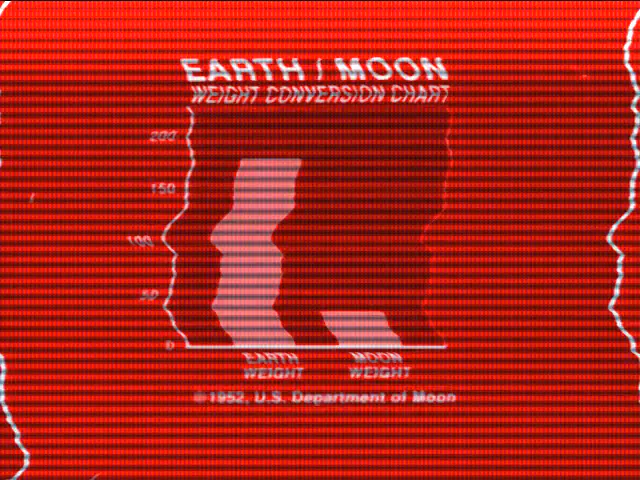 EARTH / MOON
WEIGHT CONVERSION CHART
200
150
100
50
0
EARTH WEIGHT
MOON WEIGHT
©1952, U.S. Department of Moon